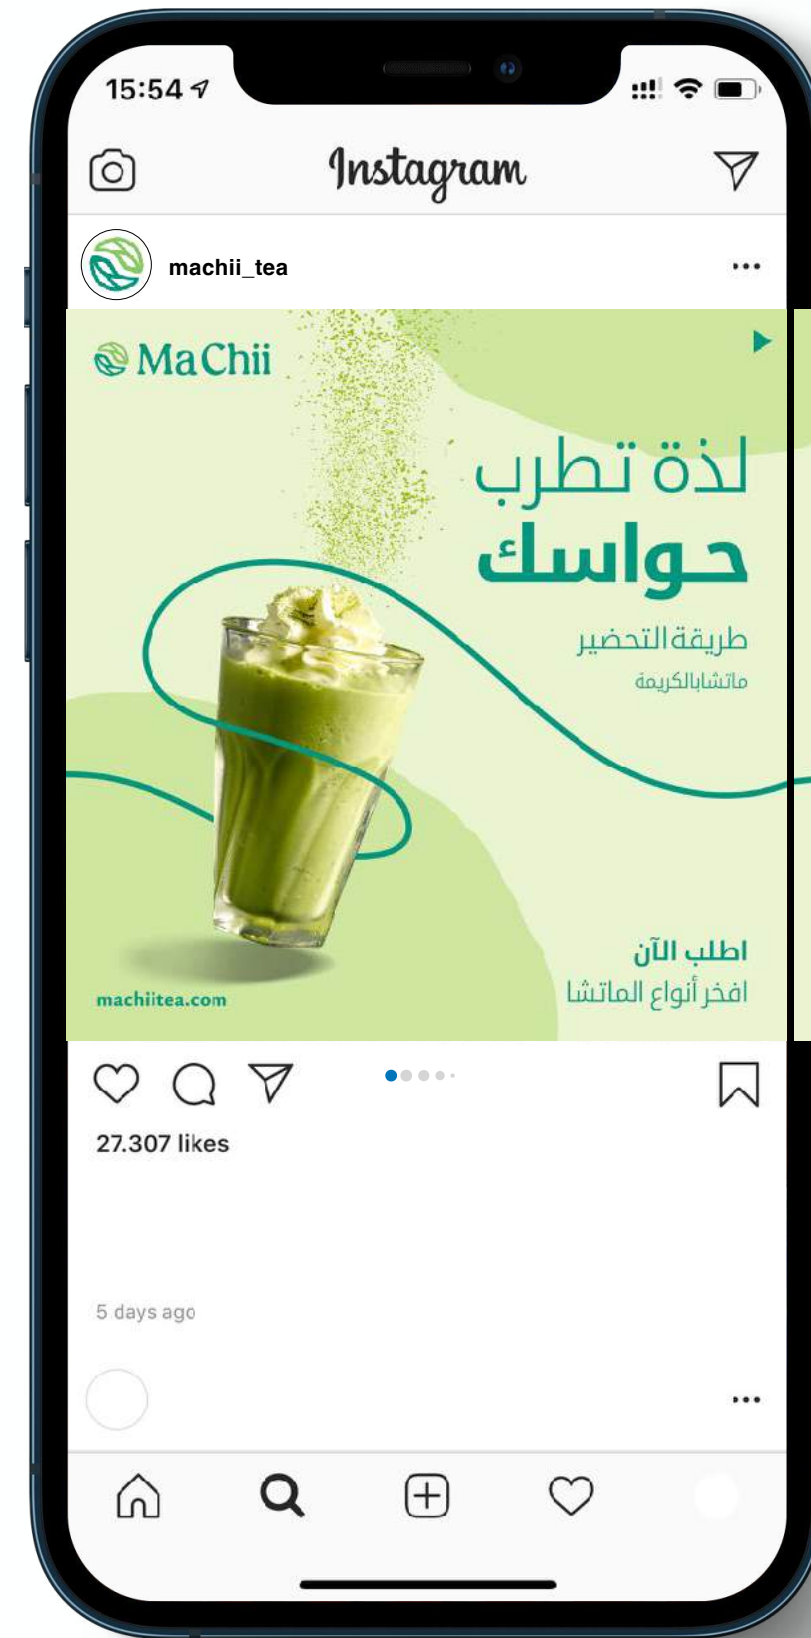 15:54
Instagram
machii_tea
MaChii
لذة تطرب
حواسك
طريقة التحضير
ماتشابالكريمة
اطلب الآن
افخر أنواع الماتشا
machiitea.com
27.307 likes
5 days ago